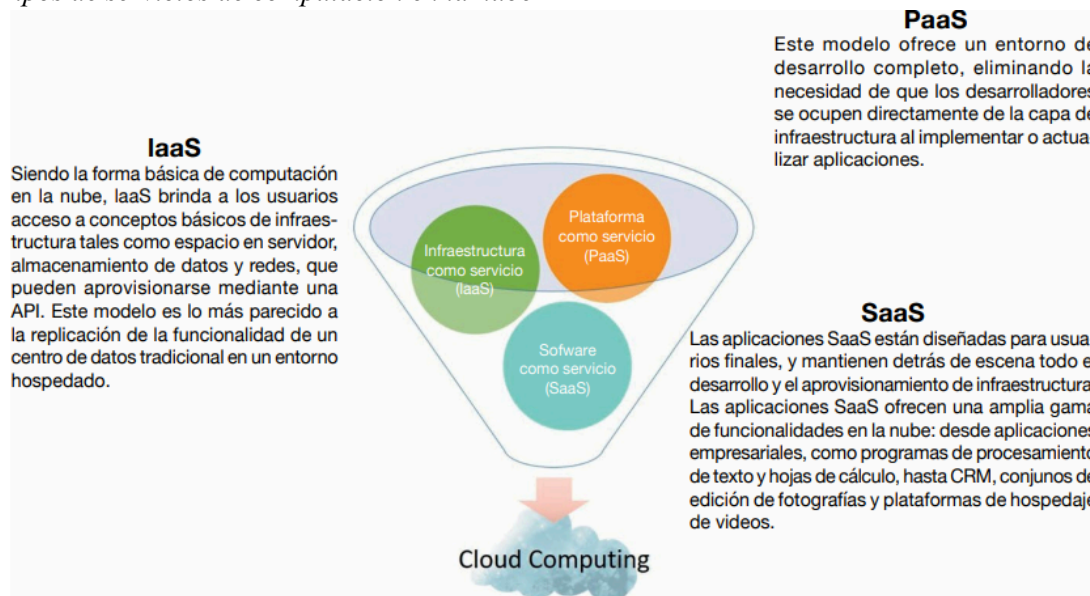 tipos de servicios de computación en la nube
PaaS
Este modelo ofrece un entorno de
desarrollo completo, eliminando la
necesidad de que los desarrolladores
se ocupen directamente de la capa de
infraestructura al implementar o actua-
lizar aplicaciones.
IaaS
Siendo la forma básica de computación
en la nube, IaaS brinda a los usuarios
acceso a conceptos básicos de infraes-
tructura tales como espacio en servidor,
almacenamiento de datos y redes, que
pueden aprovisionarse mediante una
API. Este modelo es lo más parecido a
la replicación de la funcionalidad de un
centro de datos tradicional en un entorno
hospedado.
Plataforma
como servicio
(PaaS)
Infraestructura
como servicio
(IaaS)
Sofware
como servicio
(SaaS)
SaaS
Las aplicaciones SaaS están diseñadas para usua
rios finales, y mantienen detrás de escena todo e
desarrollo y el aprovisionamiento de infraestructura
Las aplicaciones SaaS ofrecen una amplia gama
de funcionalidades en la nube: desde aplicaciones
empresariales, como programas de procesamiento
de texto y hojas de cálculo, hasta CRM, conjunos de
edición de fotografías y plataformas de hospedaje
de videos.
Cloud Computing